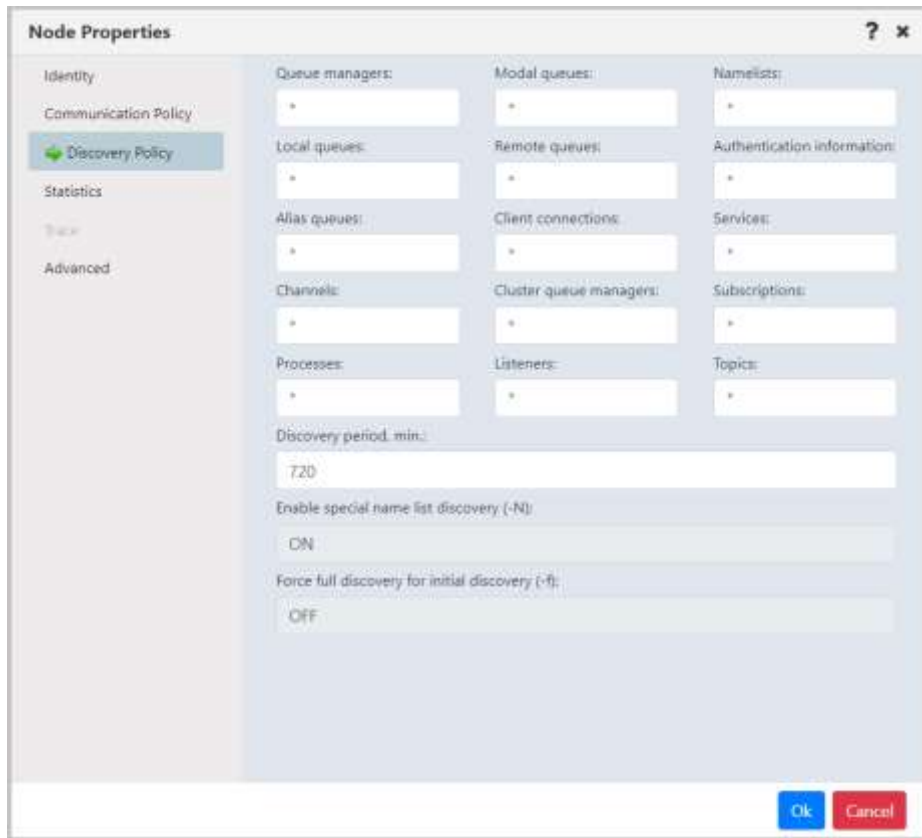 Node Properties ? ×
Identity
Communication Policy
Discovery Policy
Statistics
Trace
Advanced
Queue managers: Modal queues: Namelists:
* * *
Local queues: Remote queues: Authentication information:
* * *
Alias queues: Client connections: Services:
* * *
Channels: Cluster queue managers: Subscriptions:
* * *
Processes: Listeners: Topics:
* * *
Discovery period, min.:
720
Enable special name list discovery (-N):
ON
Force full discovery for initial discovery (-f):
OFF
Ok Cancel